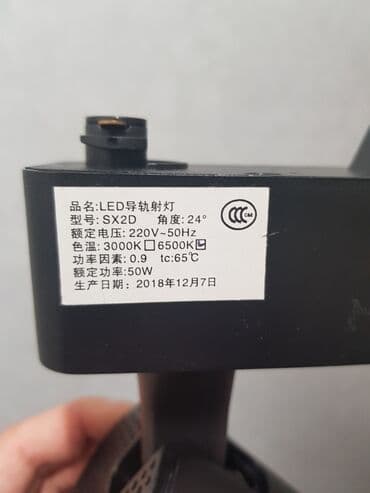 品名:LED导轨射灯
型号:SX2D 角度:24°
额定电压:220V~50Hz
色温:3000K□6500K☑
功率因素:0.9 tc:65℃
额定功率:50W
生产日期:2018年12月7日